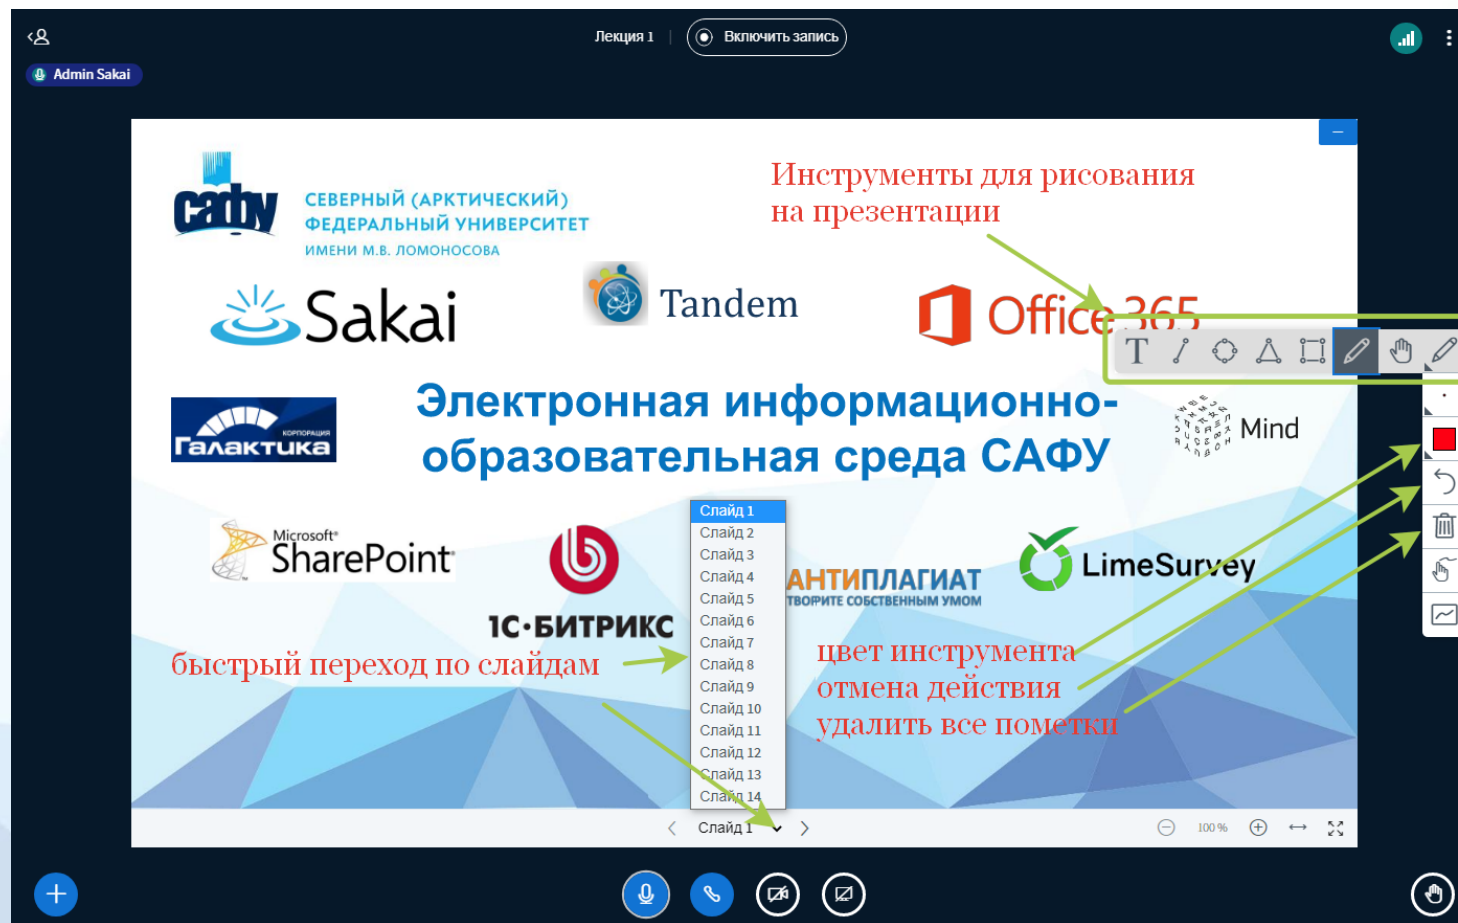 Лекция 1
Включить запись
Admin Sakai
сафу
СЕВЕРНЫЙ (АРКТИЧЕСКИЙ)
ФЕДЕРАЛЬНЫЙ УНИВЕРСИТЕТ
ИМЕНИ М.В. ЛОМОНОСОВА
Инструменты для рисования
на презентации
Sakai
Tandem
Office 365
T
КОРПОРАЦИЯ
Галактика
Электронная информационно-
образовательная среда САФУ
Mind
Microsoft®
SharePoint
1С·БИТРИКС
АНТИПЛАГИАТ
ТВОРИТЕ СОБСТВЕННЫМ УМОМ
LimeSurvey
Слайд 1
Слайд 2
Слайд 3
Слайд 4
Слайд 5
Слайд 6
Слайд 7
Слайд 8
Слайд 9
Слайд 10
Слайд 11
Слайд 12
Слайд 13
Слайд 14
быстрый переход по слайдам
цвет инструмента
отмена действия
удалить все пометки
Слайд 1
100 %